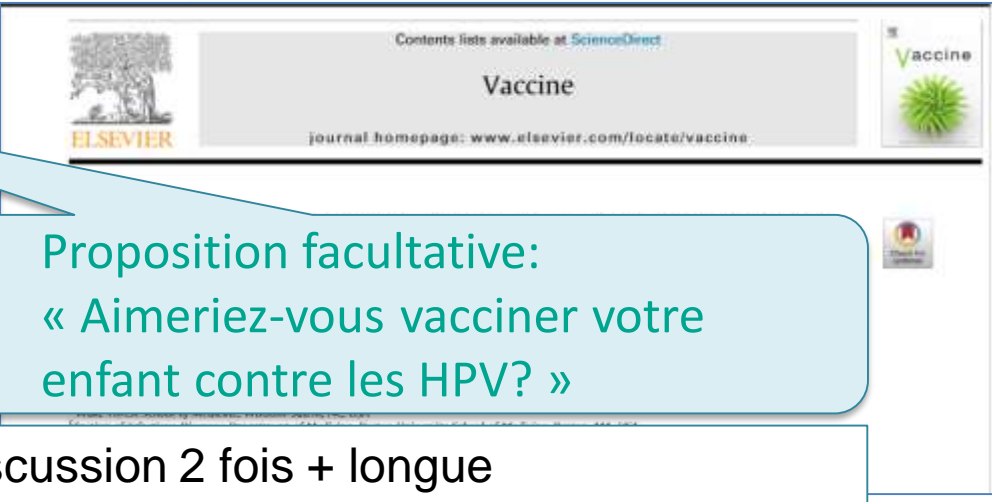 Contents lists available at ScienceDirect
Vaccine
journal homepage: www.elsevier.com/locate/vaccine
ELSEVIER
Vaccine
Proposition facultative:
« Aimeriez-vous vacciner votre
enfant contre les HPV? »
scussion 2 fois + longue